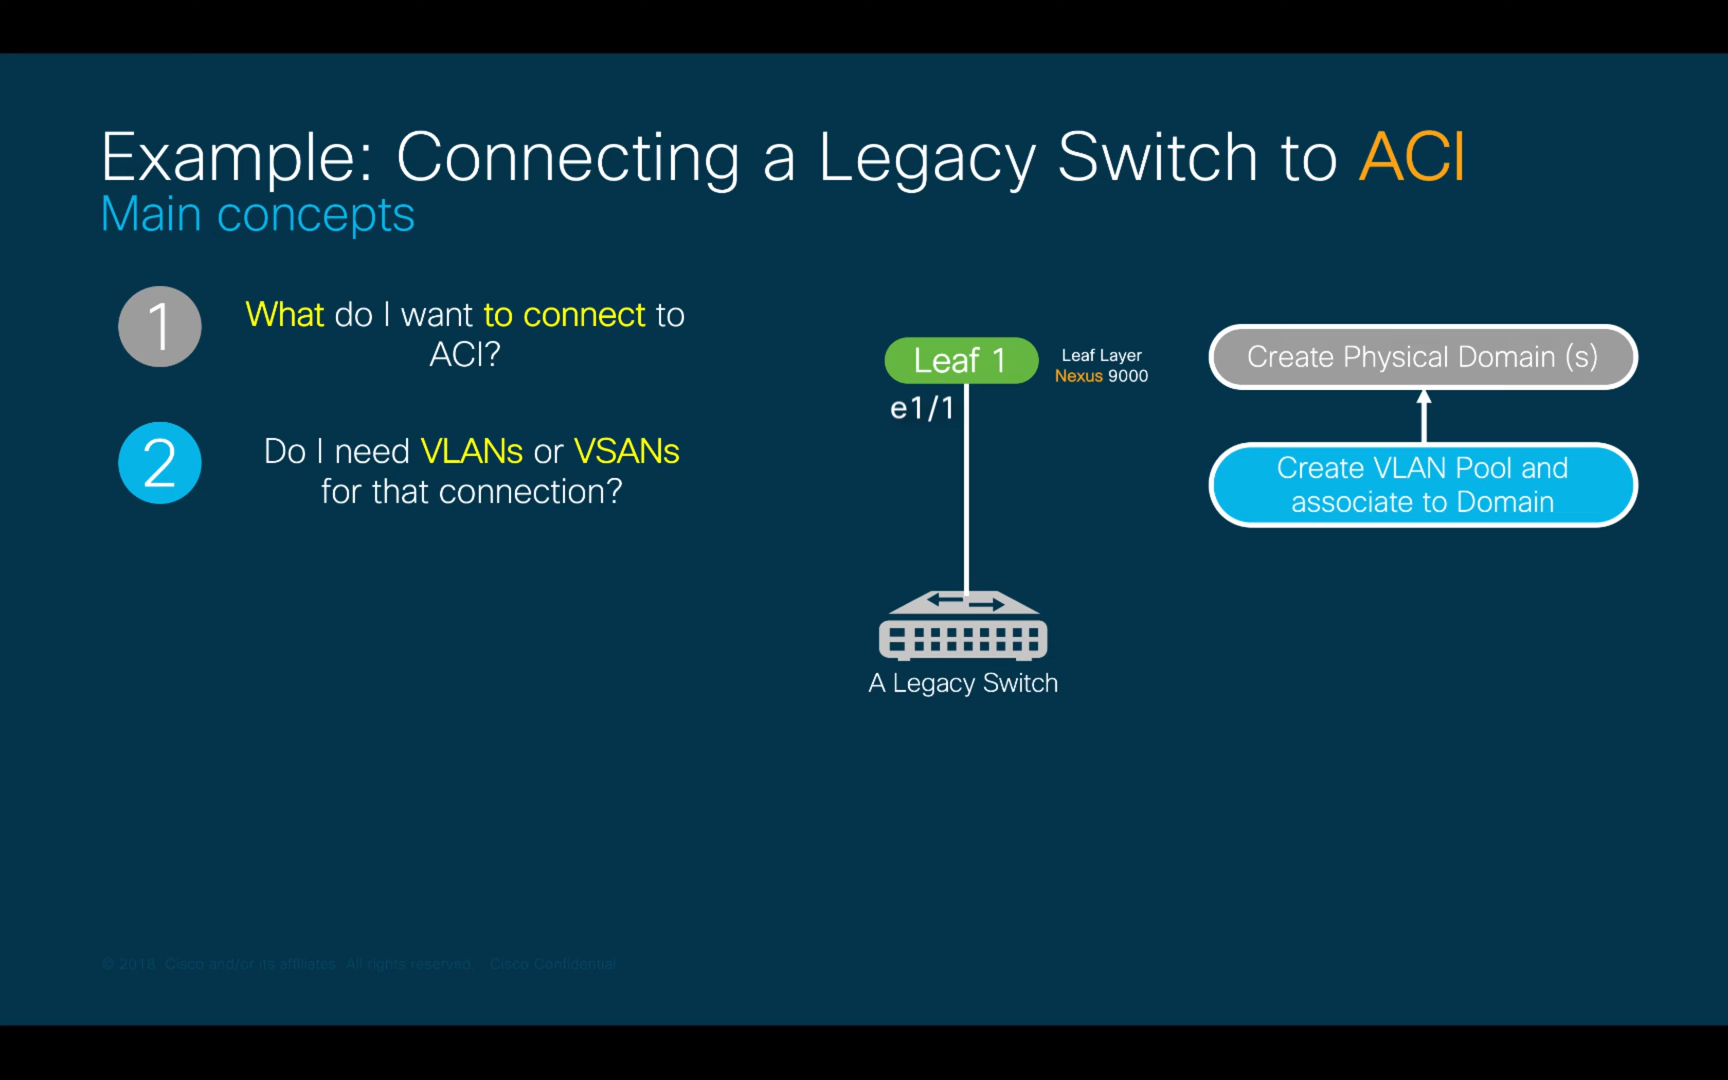 Example: Connecting a Legacy Switch to ACI
Main concepts
1
What do I want to connect to
ACI?
2
Do I need VLANs or VSANs
for that connection?
Leaf 1
Leaf Layer
Nexus 9000
e1/1
A Legacy Switch
Create Physical Domain (s)
Create VLAN Pool and
associate to Domain
© 2018 Cisco and/or its affiliates. All rights reserved. Cisco Confidential